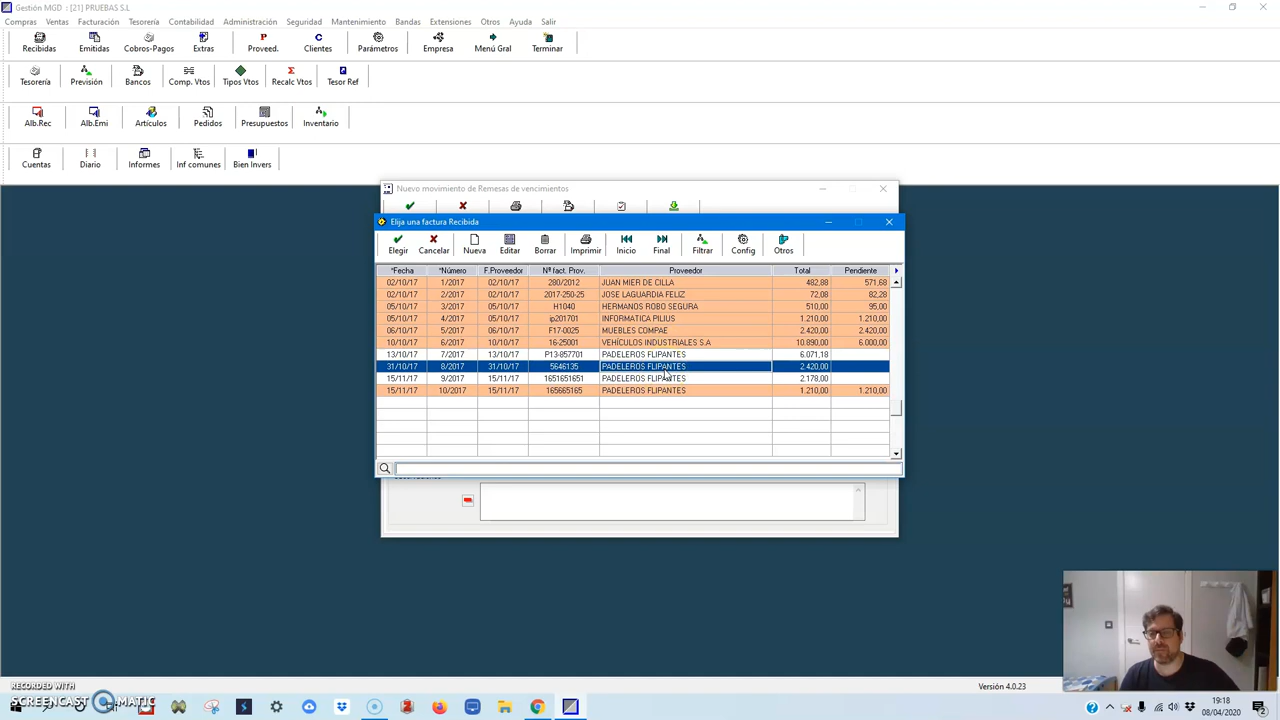 Gestión MGD : [21] PRUEBAS S.L
Compras Ventas Facturación Tesorería Contabilidad Administración Seguridad Mantenimiento Bandas Extensiones Otros Ayuda Salir
Recibidas Emitidas Cobros-Pagos Extras Proveed. Clientes Parámetros Empresa Menú Gral Terminar
Tesorería Previsión Bancos Comp. Vtos Tipos Vtos Recalc Vtos Tesor Ref
Alb.Rec Alb.Emi Artículos Pedidos Presupuestos Inventario
Cuentas Diario Informes Inf comunes Bien Invers
Nuevo movimiento de Remesas de vencimientos
Elija una factura Recibida
Elegir Cancelar Nueva Editar Borrar Imprimir Inicio Final Filtrar Config Otros
*Fecha *Número F.Proveedor Nº fact. Prov. Proveedor Total Pendiente
02/10/17 1/2017 02/10/17 280/2012 JUAN MIER DE CILLA 482,88 571,68
02/10/17 2/2017 02/10/17 2017-250-25 JOSE LAGUARDIA FELIZ 72,08 82,28
05/10/17 3/2017 05/10/17 H1040 HERMANOS ROBO SEGURA 510,00 95,00
05/10/17 4/2017 05/10/17 ip201701 INFORMATICA PILIUS 1.210,00 1.210,00
06/10/17 5/2017 06/10/17 F17-0025 MUEBLES COMPAE 2.420,00 2.420,00
10/10/17 6/2017 10/10/17 16-25001 VEHÍCULOS INDUSTRIALES S.A 10.890,00 6.000,00
13/10/17 7/2017 13/10/17 P13-857701 PADELEROS FLIPANTES 6.071,18
31/10/17 8/2017 31/10/17 5646135 PADELEROS FLIPANTES 2.420,00
15/11/17 9/2017 15/11/17 1651651651 PADELEROS FLIPANTES 2.178,00
15/11/17 10/2017 15/11/17 165665165 PADELEROS FLIPANTES 1.210,00 1.210,00
Versión 4.0.23
RECORDED WITH
SCREENCAST MATIC
19:18
08/04/2020